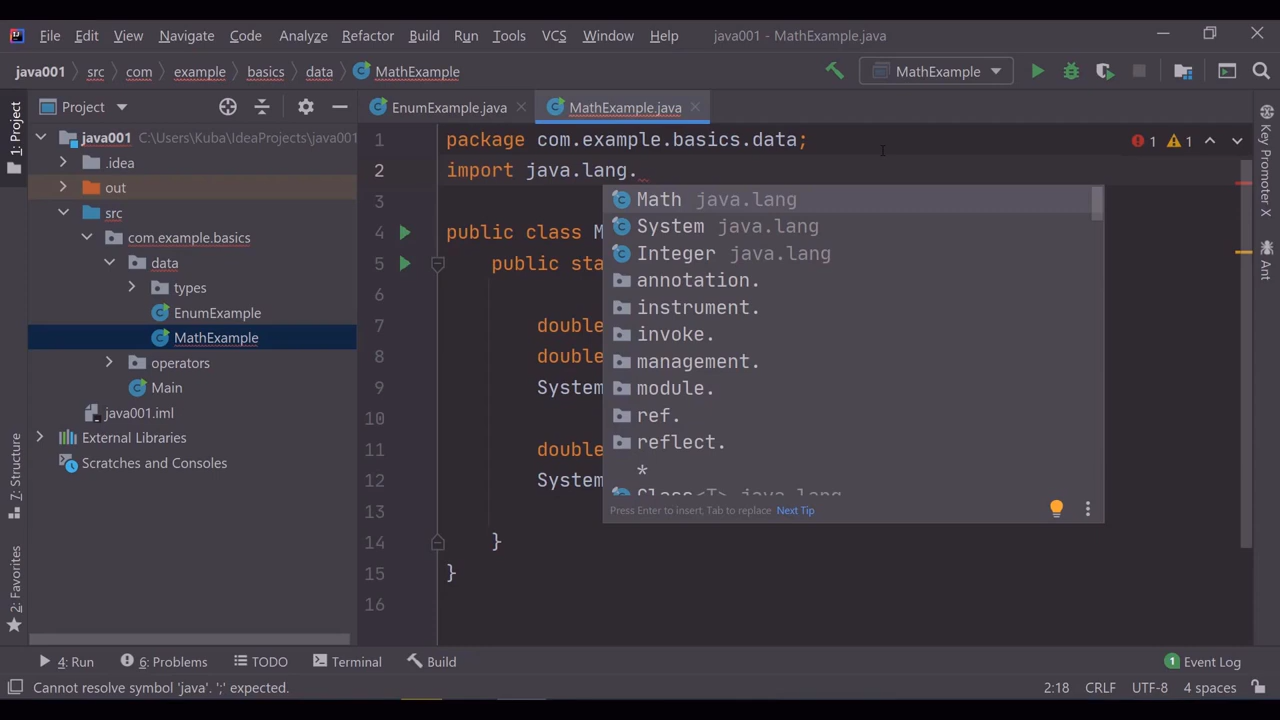 File Edit View Navigate Code Analyze Refactor Build Run Tools VCS Window Help java001 - MathExample.java
java001 src com example basics data MathExample MathExample
1: Project
Project
EnumExample.java MathExample.java
java001 C:\Users\Kuba\IdeaProjects\java001
.idea
out
src
com.example.basics
data
types
EnumExample
MathExample
operators
Main
java001.iml
External Libraries
Scratches and Consoles
7: Structure
2: Favorites
1 package com.example.basics.data;
2 import java.lang.
3
4 public class M
5 public sta
6
7 double
8 double
9 System
10
11 double
12 System
13
14 }
15 }
16
1 1
Math java.lang
System java.lang
Integer java.lang
annotation.
instrument.
invoke.
management.
module.
ref.
reflect.
*
Class<T> java.lang
Press Enter to insert, Tab to replace Next Tip
Key Promoter X
Ant
4: Run 6: Problems TODO Terminal Build 1 Event Log
Cannot resolve symbol 'java'. ';' expected. 2:18 CRLF UTF-8 4 spaces